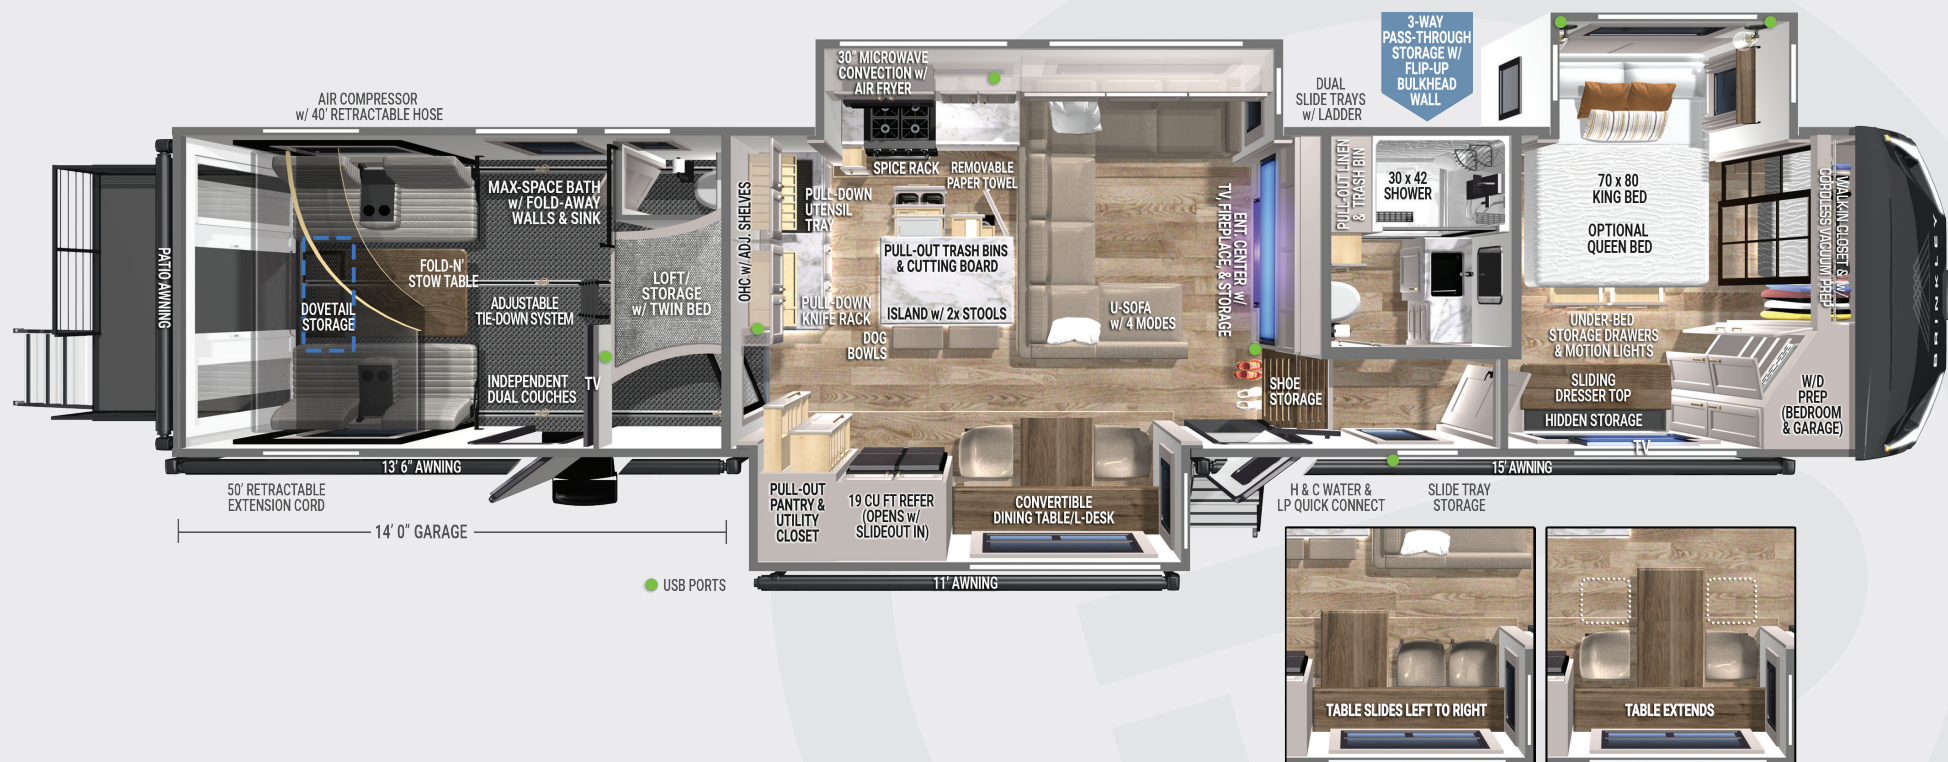 3-WAY
PASS-THROUGH
STORAGE W/
FLIP-UP
BULKHEAD
WALL
AIR COMPRESSOR
w/ 40' RETRACTABLE HOSE
30" MICROWAVE
CONVECTION w/
AIR FRYER
DUAL
SLIDE TRAYS
w/ LADDER
SPICE RACK
REMOVABLE
PAPER TOWEL
MAX-SPACE BATH
w/ FOLD-AWAY
WALLS & SINK
OHC w/ ADJ. SHELVES
PULL-DOWN
UTENSIL
TRAY
PULL-OUT LINEN
& TRASH BIN
30 x 42
SHOWER
70 x 80
KING BED
OPTIONAL
QUEEN BED
WALK-IN CLOSET & w/
CORDLESS VACUUM PREP
BRINKLEY
PATIO AWNING
FOLD-N'
STOW TABLE
DOVETAIL
STORAGE
ADJUSTABLE
TIE-DOWN SYSTEM
LOFT/
STORAGE
w/ TWIN BED
PULL-OUT TRASH BINS
& CUTTING BOARD
ISLAND w/ 2x STOOLS
PULL-DOWN
KNIFE RACK
DOG
BOWLS
U-SOFA
w/ 4 MODES
ENT. CENTER w/
TV, FIREPLACE, & STORAGE
UNDER-BED
STORAGE DRAWERS
& MOTION LIGHTS
INDEPENDENT
DUAL COUCHES
TV
SHOE
STORAGE
SLIDING
DRESSER TOP
HIDDEN STORAGE
TV
W/D
PREP
(BEDROOM
& GARAGE)
13' 6" AWNING
15' AWNING
50' RETRACTABLE
EXTENSION CORD
PULL-OUT
PANTRY &
UTILITY
CLOSET
19 CU FT REFER
(OPENS w/
SLIDEOUT IN)
CONVERTIBLE
DINING TABLE/L-DESK
H & C WATER &
LP QUICK CONNECT
SLIDE TRAY
STORAGE
14' 0" GARAGE
USB PORTS
11' AWNING
TABLE SLIDES LEFT TO RIGHT
TABLE EXTENDS